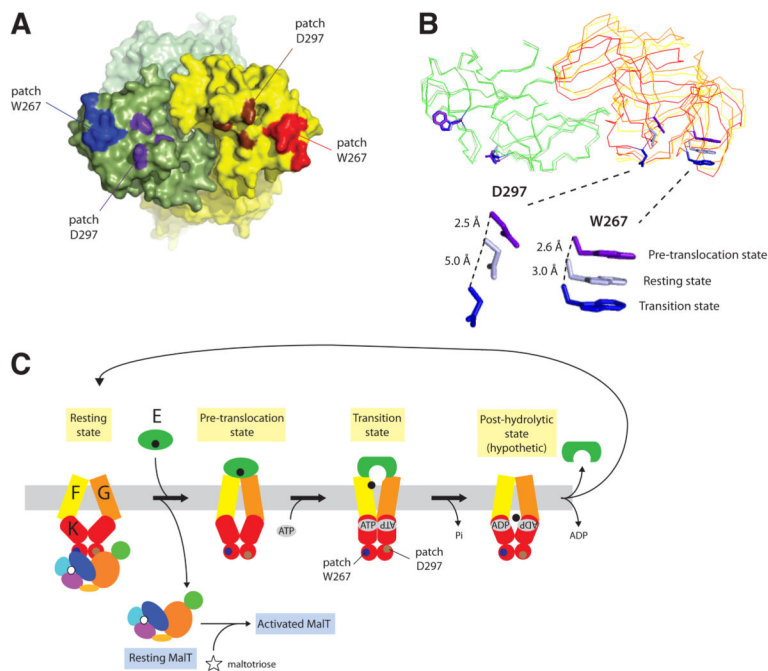 A
patch
D297
patch
W267
patch
W267
patch
D297
B
D297
W267
2.5 Å
5.0 Å
2.6 Å
3.0 Å
Pre-translocation state
Resting state
Transition state
C
Resting
state
E
Pre-translocation
state
Transition
state
Post-hydrolytic
state
(hypothetic)
F
G
K
ATP
ATP
ATP
Pi
ADP
ADP
ADP
patch
W267
patch
D297
Resting MalT
Activated MalT
maltotriose